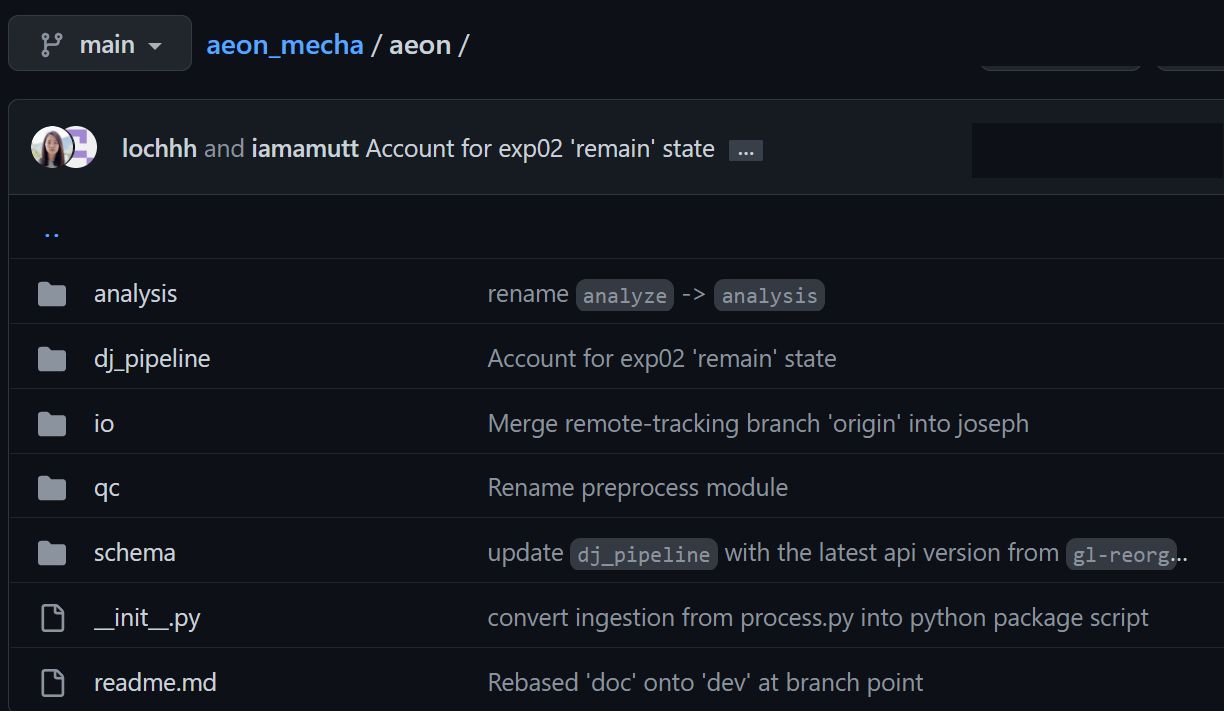 main aeon_mecha / aeon /
lochhh and iamamutt Account for exp02 'remain' state ...
..
analysis rename analyze -> analysis
dj_pipeline Account for exp02 'remain' state
io Merge remote-tracking branch 'origin' into joseph
qc Rename preprocess module
schema update dj_pipeline with the latest api version from gl-reorg...
__init__.py convert ingestion from process.py into python package script
readme.md Rebased 'doc' onto 'dev' at branch point